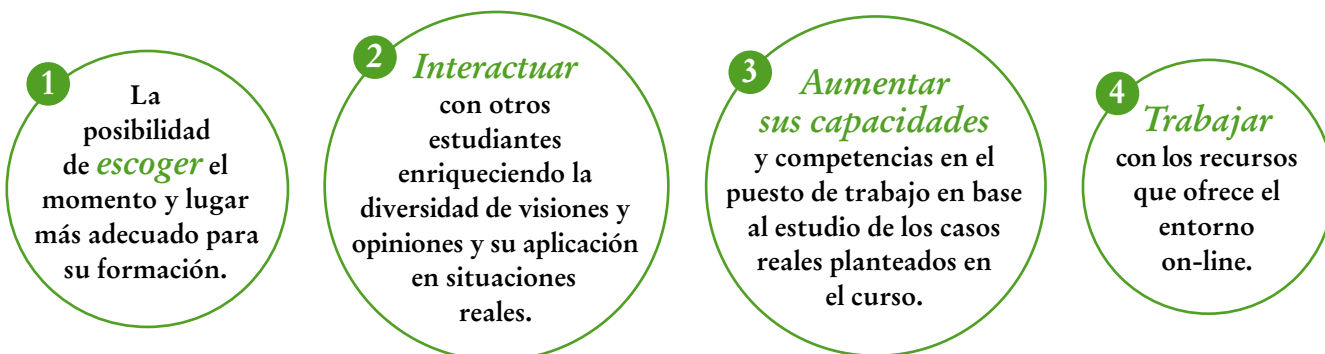 1
La
posibilidad
de escoger el
momento y lugar
más adecuado para
su formación.
2
Interactuar
con otros
estudiantes
enriqueciendo la
diversidad de visiones y
opiniones y su aplicación
en situaciones
reales.
3
Aumentar
sus capacidades
y competencias en el
puesto de trabajo en base
al estudio de los casos
reales planteados en
el curso.
4
Trabajar
con los recursos
que ofrece el
entorno
on-line.